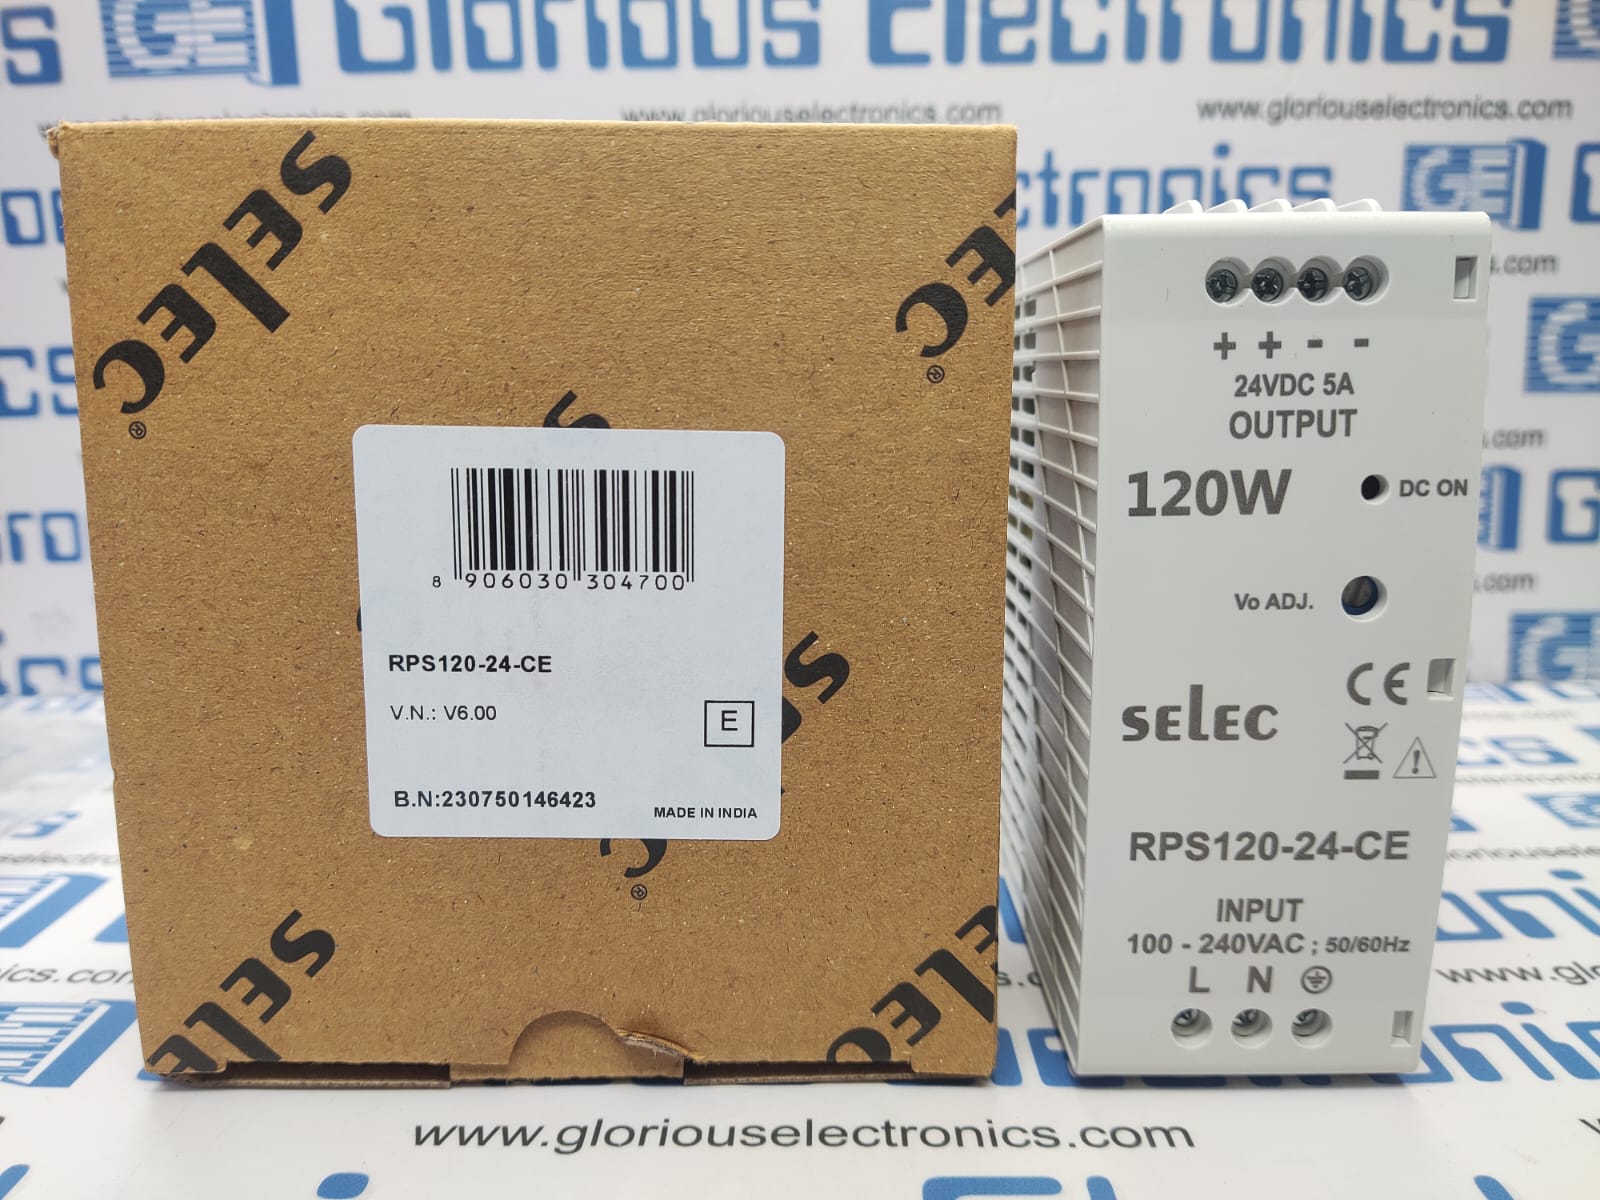 Glorious Electronics
www.gloriouselectronics.com
www.gloriouselectronics.com
selec
selec
®
®
8 906030 304700
RPS120-24-CE
V.N.: V6.00
E
B.N:230750146423
MADE IN INDIA
®
selec
selec
+ + - -
24VDC 5A
OUTPUT
120W
DC ON
Vo ADJ.
CE
selec
RPS120-24-CE
INPUT
100 - 240VAC ; 50/60Hz
L N
www.gloriouselectronics.com